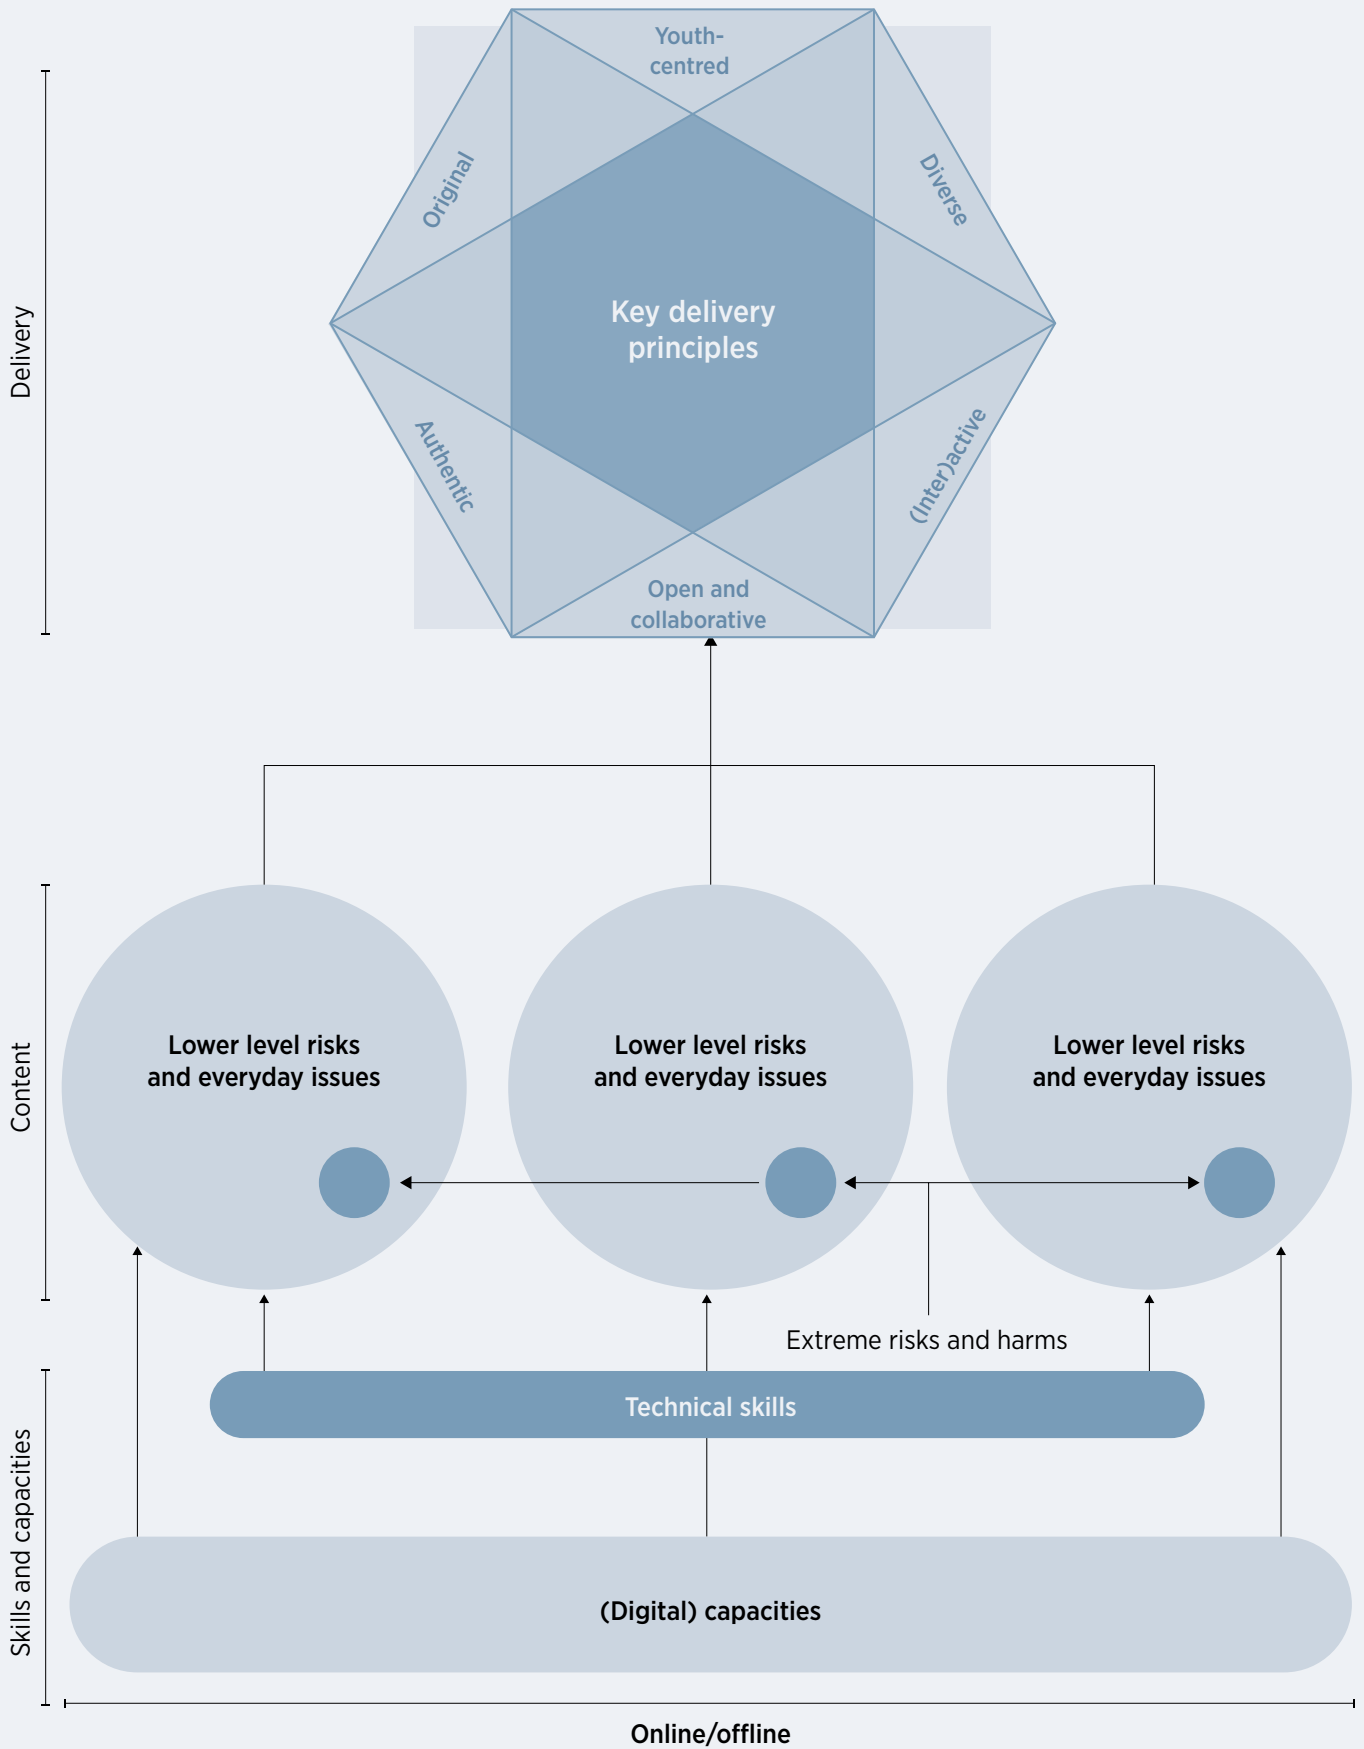 Youth-
centred
Original
Diverse
Key delivery
principles
Delivery
Authentic
(Inter)active
Open and
collaborative
Lower level risks
and everyday issues
Lower level risks
and everyday issues
Lower level risks
and everyday issues
Content
Extreme risks and harms
Technical skills
Skills and capacities
(Digital) capacities
Online/offline